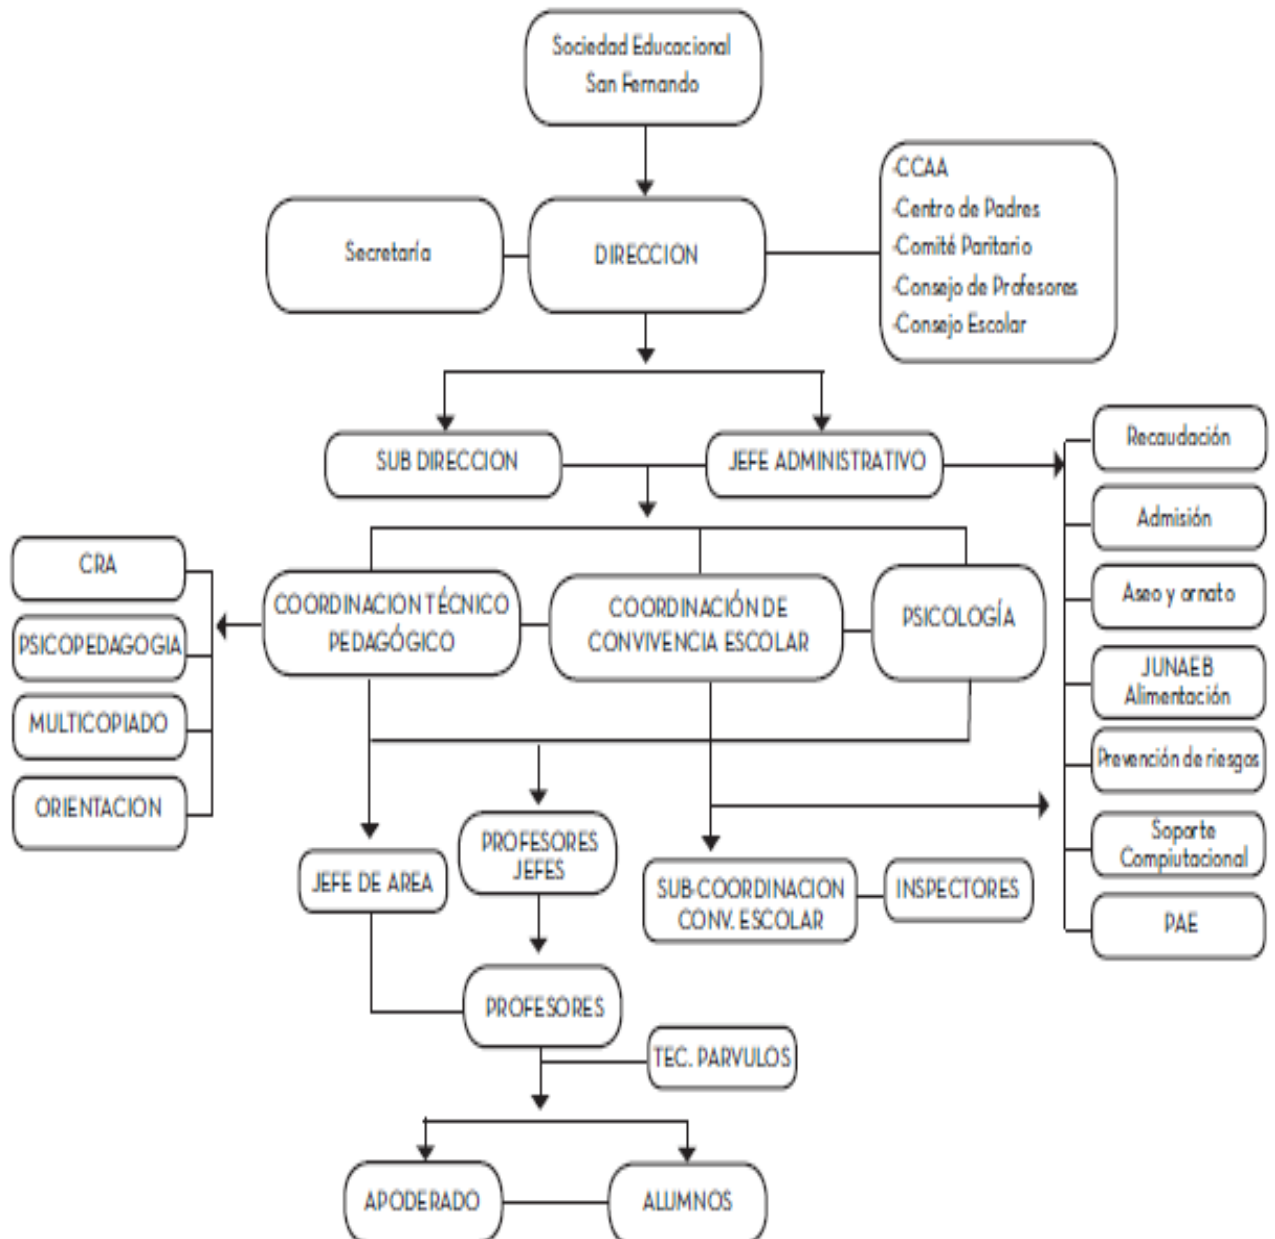 Sociedad Educacional
San Fernando
-CCAA
-Centro de Padres
-Comité Paritario
-Consejo de Profesores
-Consejo Escolar
Secretaría
DIRECCION
SUB DIRECCION
JEFE ADMINISTRATIVO
Recaudación
Admisión
Aseo y ornato
JUNAEB
Alimentación
Prevención de riesgos
Soporte
Compiutacional
PAE
CRA
PSICOPEDAGOGIA
MULTICOPIADO
ORIENTACION
COORDINACION TÉCNICO
PEDAGÓGICO
COORDINACIÓN DE
CONVIVENCIA ESCOLAR
PSICOLOGÍA
JEFE DE AREA
PROFESORES
JEFES
SUB-COORDINACION
CONV. ESCOLAR
INSPECTORES
PROFESORES
TEC. PARVULOS
APODERADO
ALUMNOS